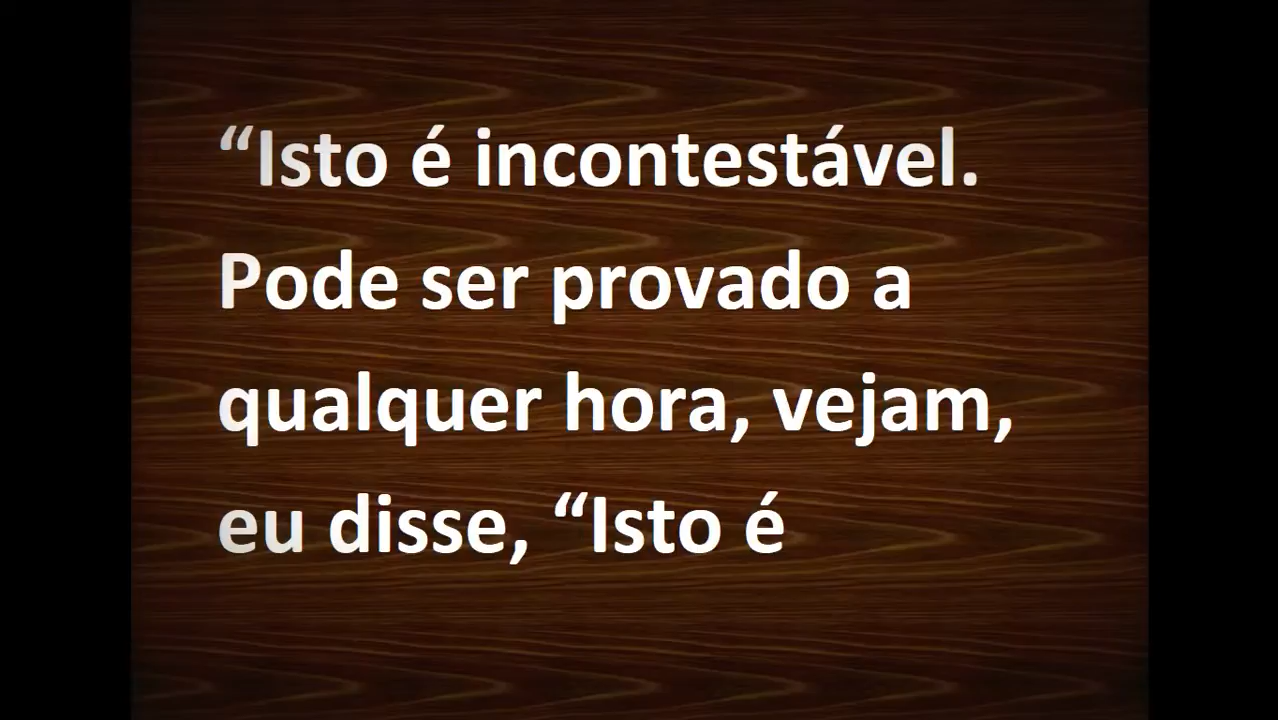 “Isto é incontestável.
Pode ser provado a
qualquer hora, vejam,
eu disse, “Isto é